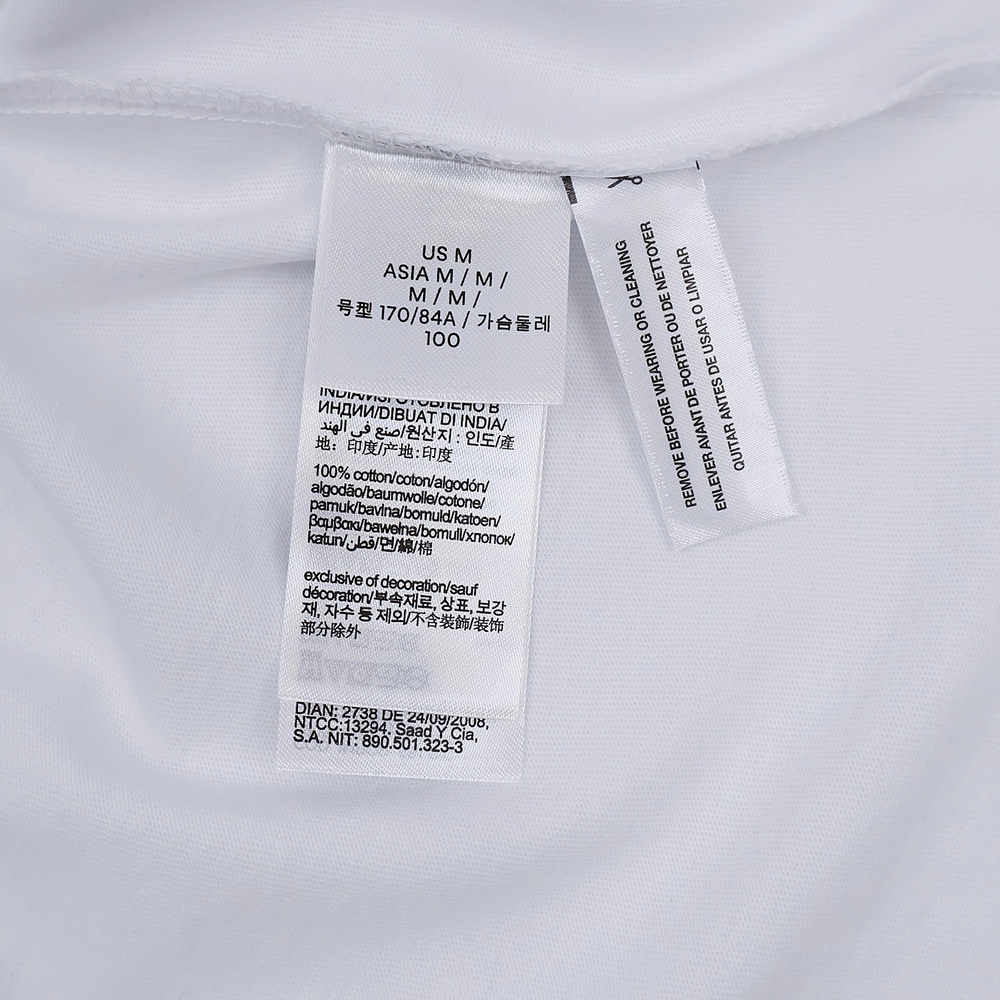 US M
ASIA M / M /
M / M /
号型 170/84A / 가슴둘레
100
INDIA/ИЗГОТОВЛЕНО В
ИНДИИ/DIBUAT DI INDIA/
صنع في الهند/원산지 : 인도/產
地: 印度/产地:印度
100% cotton/coton/algodón/
algodão/baumwolle/cotone/
pamuk/bavlna/bomuld/katoen/
βαμβακι/bawełna/bomull/хлопок/
katun/قطن/면/綿/棉
exclusive of decoration/sauf
décoration/부속재료, 상표, 보강
재, 자수 등 제외/不含裝飾/装饰
部分除外
DIAN: 2738 DE 24/09/2008,
NTCC:13294. Saad Y Cia,
S.A. NIT: 890.501.323-3
REMOVE BEFORE WEARING OR CLEANING
ENLEVER AVANT DE PORTER OU DE NETTOYER
QUITAR ANTES DE USAR O LIMPIAR